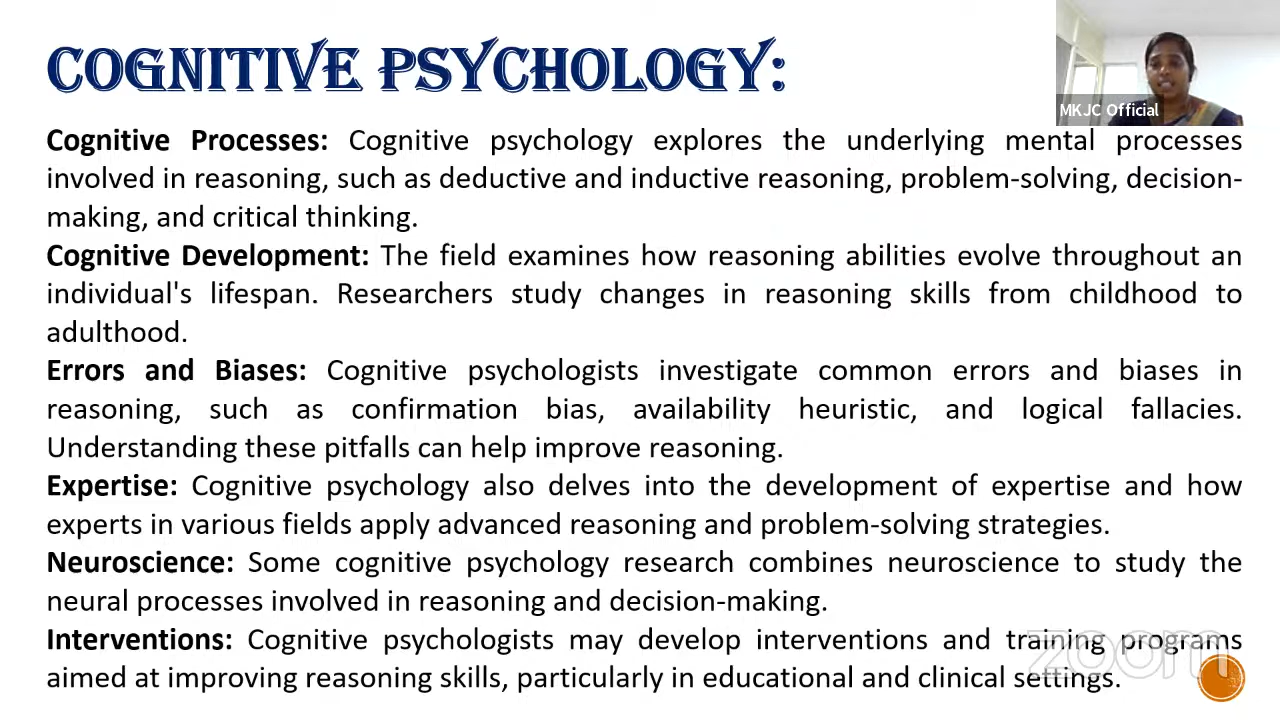 COGNITIVE PSYCHOLOGY:
MKJC Official
Cognitive Processes: Cognitive psychology explores the underlying mental processes
involved in reasoning, such as deductive and inductive reasoning, problem-solving, decision-
making, and critical thinking.
Cognitive Development: The field examines how reasoning abilities evolve throughout an
individual's lifespan. Researchers study changes in reasoning skills from childhood to
adulthood.
Errors and Biases: Cognitive psychologists investigate common errors and biases in
reasoning, such as confirmation bias, availability heuristic, and logical fallacies.
Understanding these pitfalls can help improve reasoning.
Expertise: Cognitive psychology also delves into the development of expertise and how
experts in various fields apply advanced reasoning and problem-solving strategies.
Neuroscience: Some cognitive psychology research combines neuroscience to study the
neural processes involved in reasoning and decision-making.
Interventions: Cognitive psychologists may develop interventions and training programs
aimed at improving reasoning skills, particularly in educational and clinical settings.
zoom